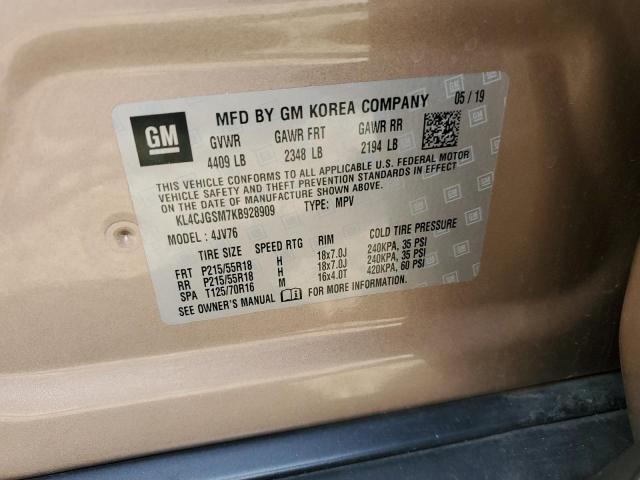 GM
MFD BY GM KOREA COMPANY 05/19
GVWR GAWR FRT GAWR RR
4409 LB 2348 LB 2194 LB
THIS VEHICLE CONFORMS TO ALL APPLICABLE U.S. FEDERAL MOTOR
VEHICLE SAFETY AND THEFT PREVENTION STANDARDS IN EFFECT
ON THE DATE OF MANUFACTURE SHOWN ABOVE.
KL4CJGSM7KB928909 TYPE: MPV
MODEL: 4JV76
TIRE SIZE SPEED RTG RIM COLD TIRE PRESSURE
FRT P215/55R18 H 18x7.0J 240KPA, 35 PSI
RR P215/55R18 H 18x7.0J 240KPA, 35 PSI
SPA T125/70R16 M 16x4.0T 420KPA, 60 PSI
SEE OWNER'S MANUAL FOR MORE INFORMATION.